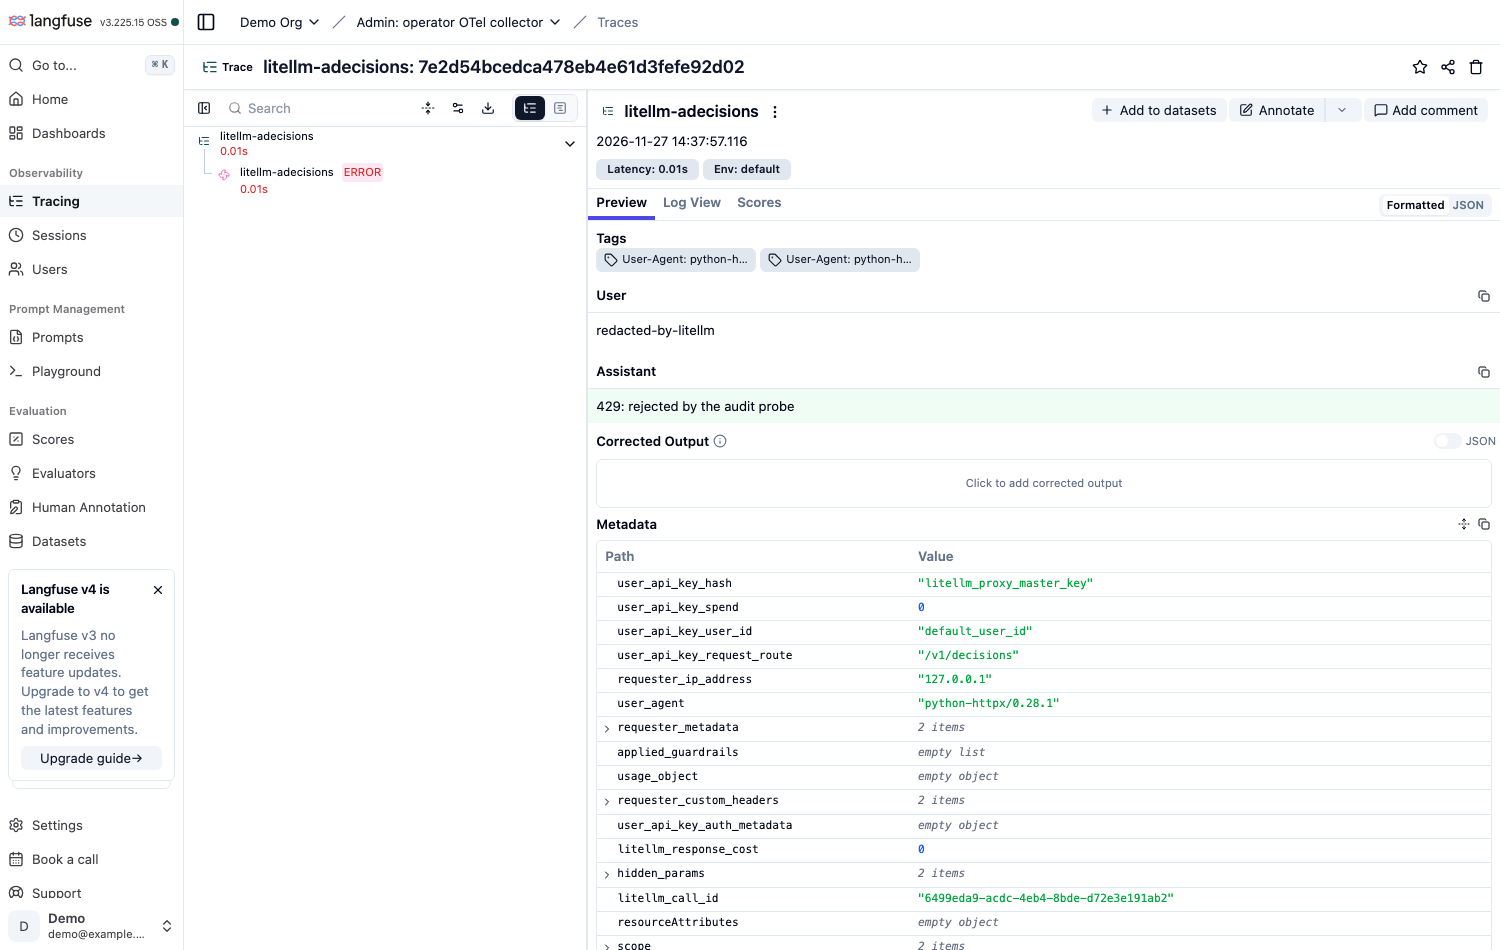 langfuse v3.225.15 OSS
Demo Org
Admin: operator OTel collector
Traces
Go to...
⌘ K
Home
Dashboards
Observability
Tracing
Sessions
Users
Prompt Management
Prompts
Playground
Evaluation
Scores
Evaluators
Human Annotation
Datasets
Langfuse v4 is
available
Langfuse v3 no
longer receives
feature updates.
Upgrade to v4 to get
the latest features
and improvements.
Upgrade guide→
Settings
Book a call
Support
D
Demo
demo@example....
Trace litellm-adecisions: 7e2d54bcedca478eb4e61d3fefe92d02
Search
litellm-adecisions
0.01s
litellm-adecisions ERROR
0.01s
litellm-adecisions
Add to datasets
Annotate
Add comment
2026-11-27 14:37:57.116
Latency: 0.01s
Env: default
Preview
Log View
Scores
Formatted
JSON
Tags
User-Agent: python-h...
User-Agent: python-h...
User
redacted-by-litellm
Assistant
429: rejected by the audit probe
Corrected Output
JSON
Click to add corrected output
Metadata
Path Value
user_api_key_hash "litellm_proxy_master_key"
user_api_key_spend 0
user_api_key_user_id "default_user_id"
user_api_key_request_route "/v1/decisions"
requester_ip_address "127.0.0.1"
user_agent "python-httpx/0.28.1"
requester_metadata 2 items
applied_guardrails empty list
usage_object empty object
requester_custom_headers 2 items
user_api_key_auth_metadata empty object
litellm_response_cost 0
hidden_params 2 items
litellm_call_id "6499eda9-acdc-4eb4-8bde-d72e3e191ab2"
resourceAttributes empty object
scope 2 items